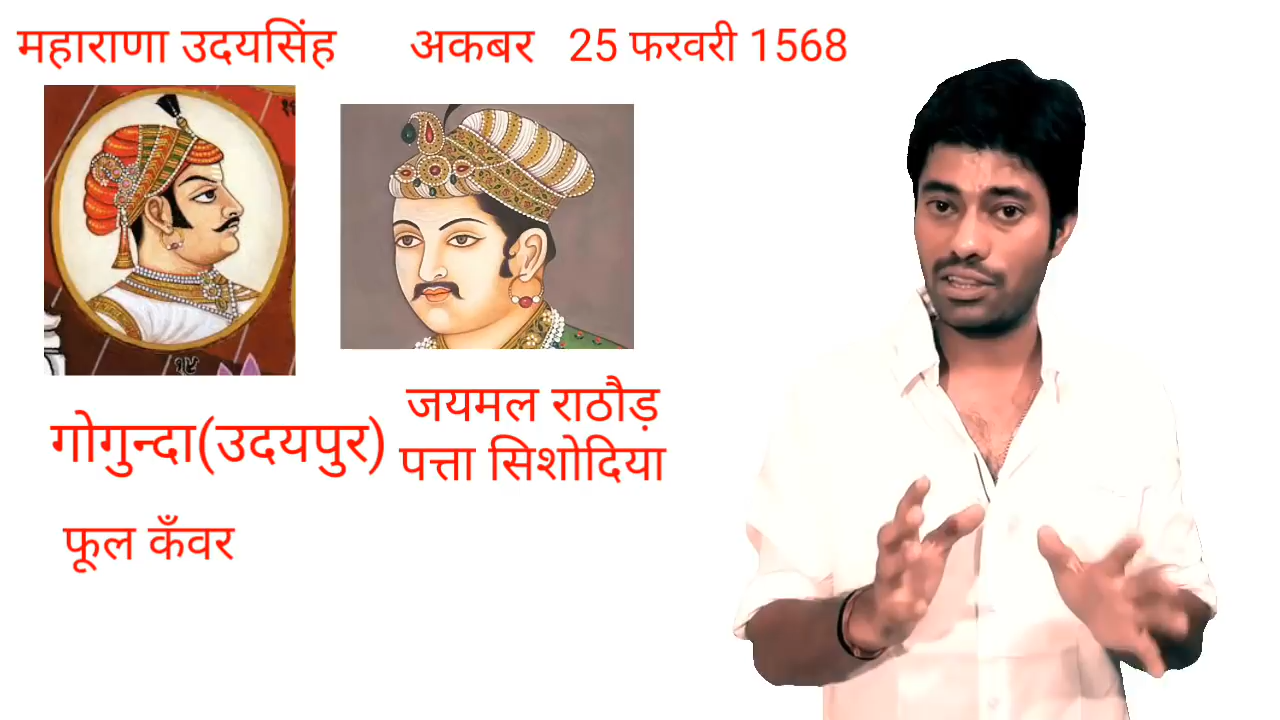 महाराणा उदयसिंह अकबर 25 फरवरी 1568
जयमल राठौड़
गोगुन्दा(उदयपुर) पत्ता सिशोदिया
फूल कँवर